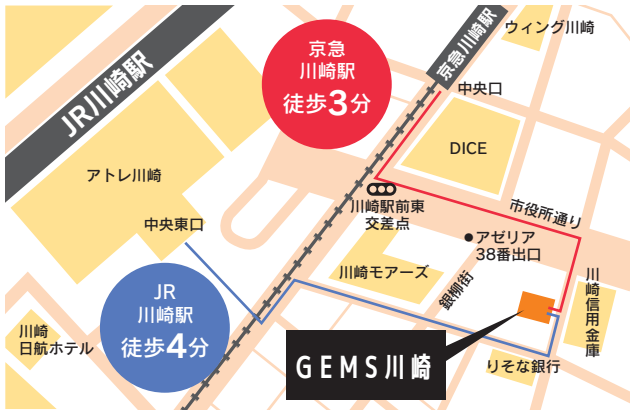 ウィング川崎
京急川崎駅
中央口
京急
川崎駅
徒歩3分
JR川崎駅
DICE
アトレ川崎
川崎駅前東
交差点
市役所通り
中央東口
アゼリア
38番出口
川崎モアーズ
銀柳街
川崎信用金庫
JR
川崎駅
徒歩4分
川崎
日航ホテル
GEMS川崎
りそな銀行